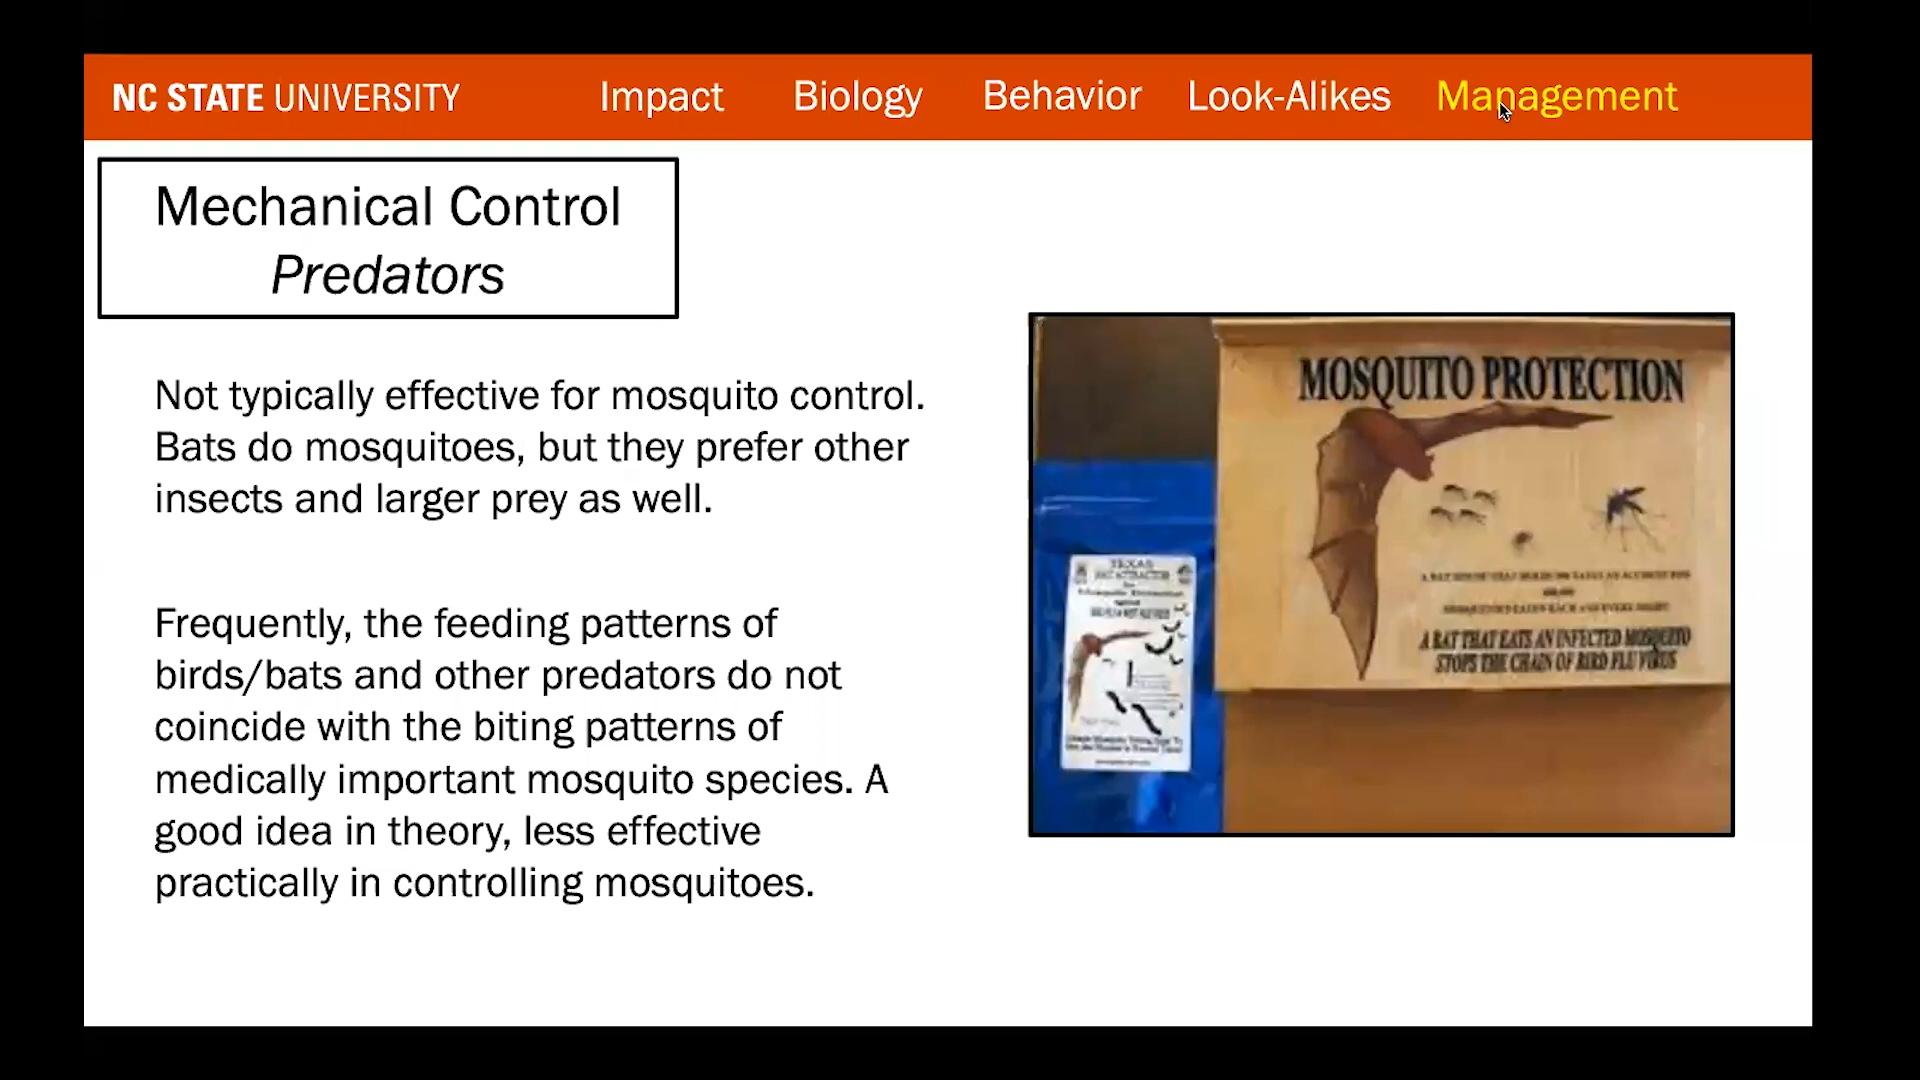 NC STATE UNIVERSITY
Impact
Biology
Behavior
Look-Alikes
Management
Mechanical Control
Predators
Not typically effective for mosquito control.
Bats do mosquitoes, but they prefer other
insects and larger prey as well.
Frequently, the feeding patterns of
birds/bats and other predators do not
coincide with the biting patterns of
medically important mosquito species. A
good idea in theory, less effective
practically in controlling mosquitoes.
MOSQUITO PROTECTION
A BAT THAT EATS AN INFECTED MOSQUITO
STOPS THE CHAIN OF BIRD FLU VIRUS
TEXAS
BAT ATTRACTOR